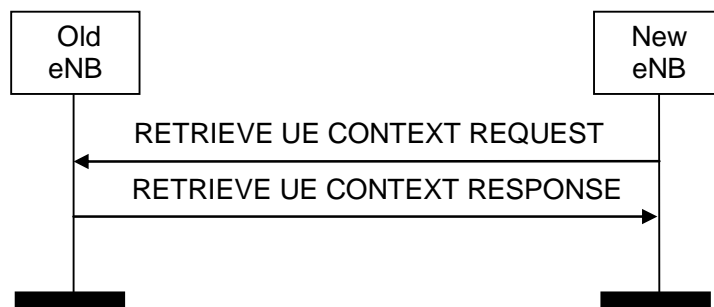 Old
eNB
New
eNB
RETRIEVE UE CONTEXT REQUEST
RETRIEVE UE CONTEXT RESPONSE